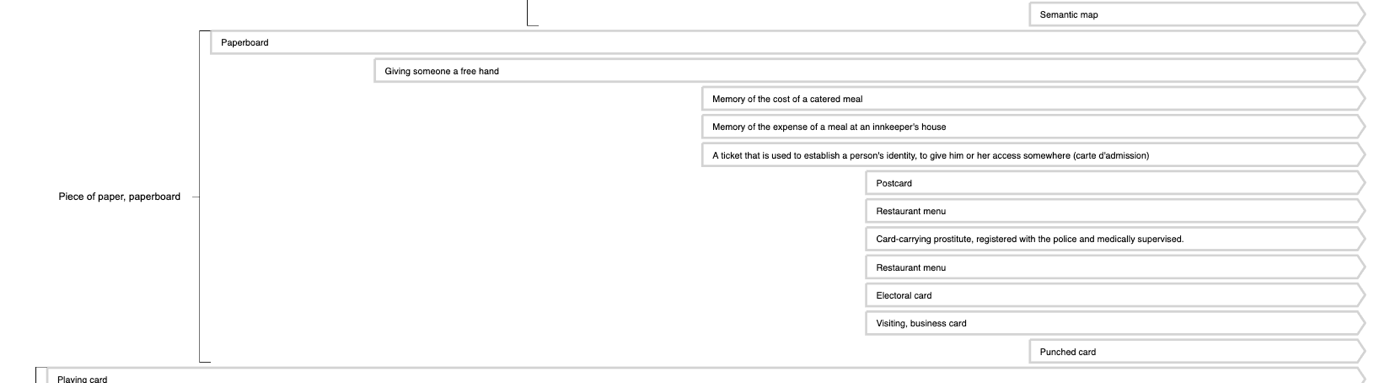 Semantic map
Paperboard
Giving someone a free hand
Memory of the cost of a catered meal
Memory of the expense of a meal at an innkeeper's house
A ticket that is used to establish a person's identity, to give him or her access somewhere (carte d'admission)
Postcard
Piece of paper, paperboard
Restaurant menu
Card-carrying prostitute, registered with the police and medically supervised.
Restaurant menu
Electoral card
Visiting, business card
Punched card
Playing card